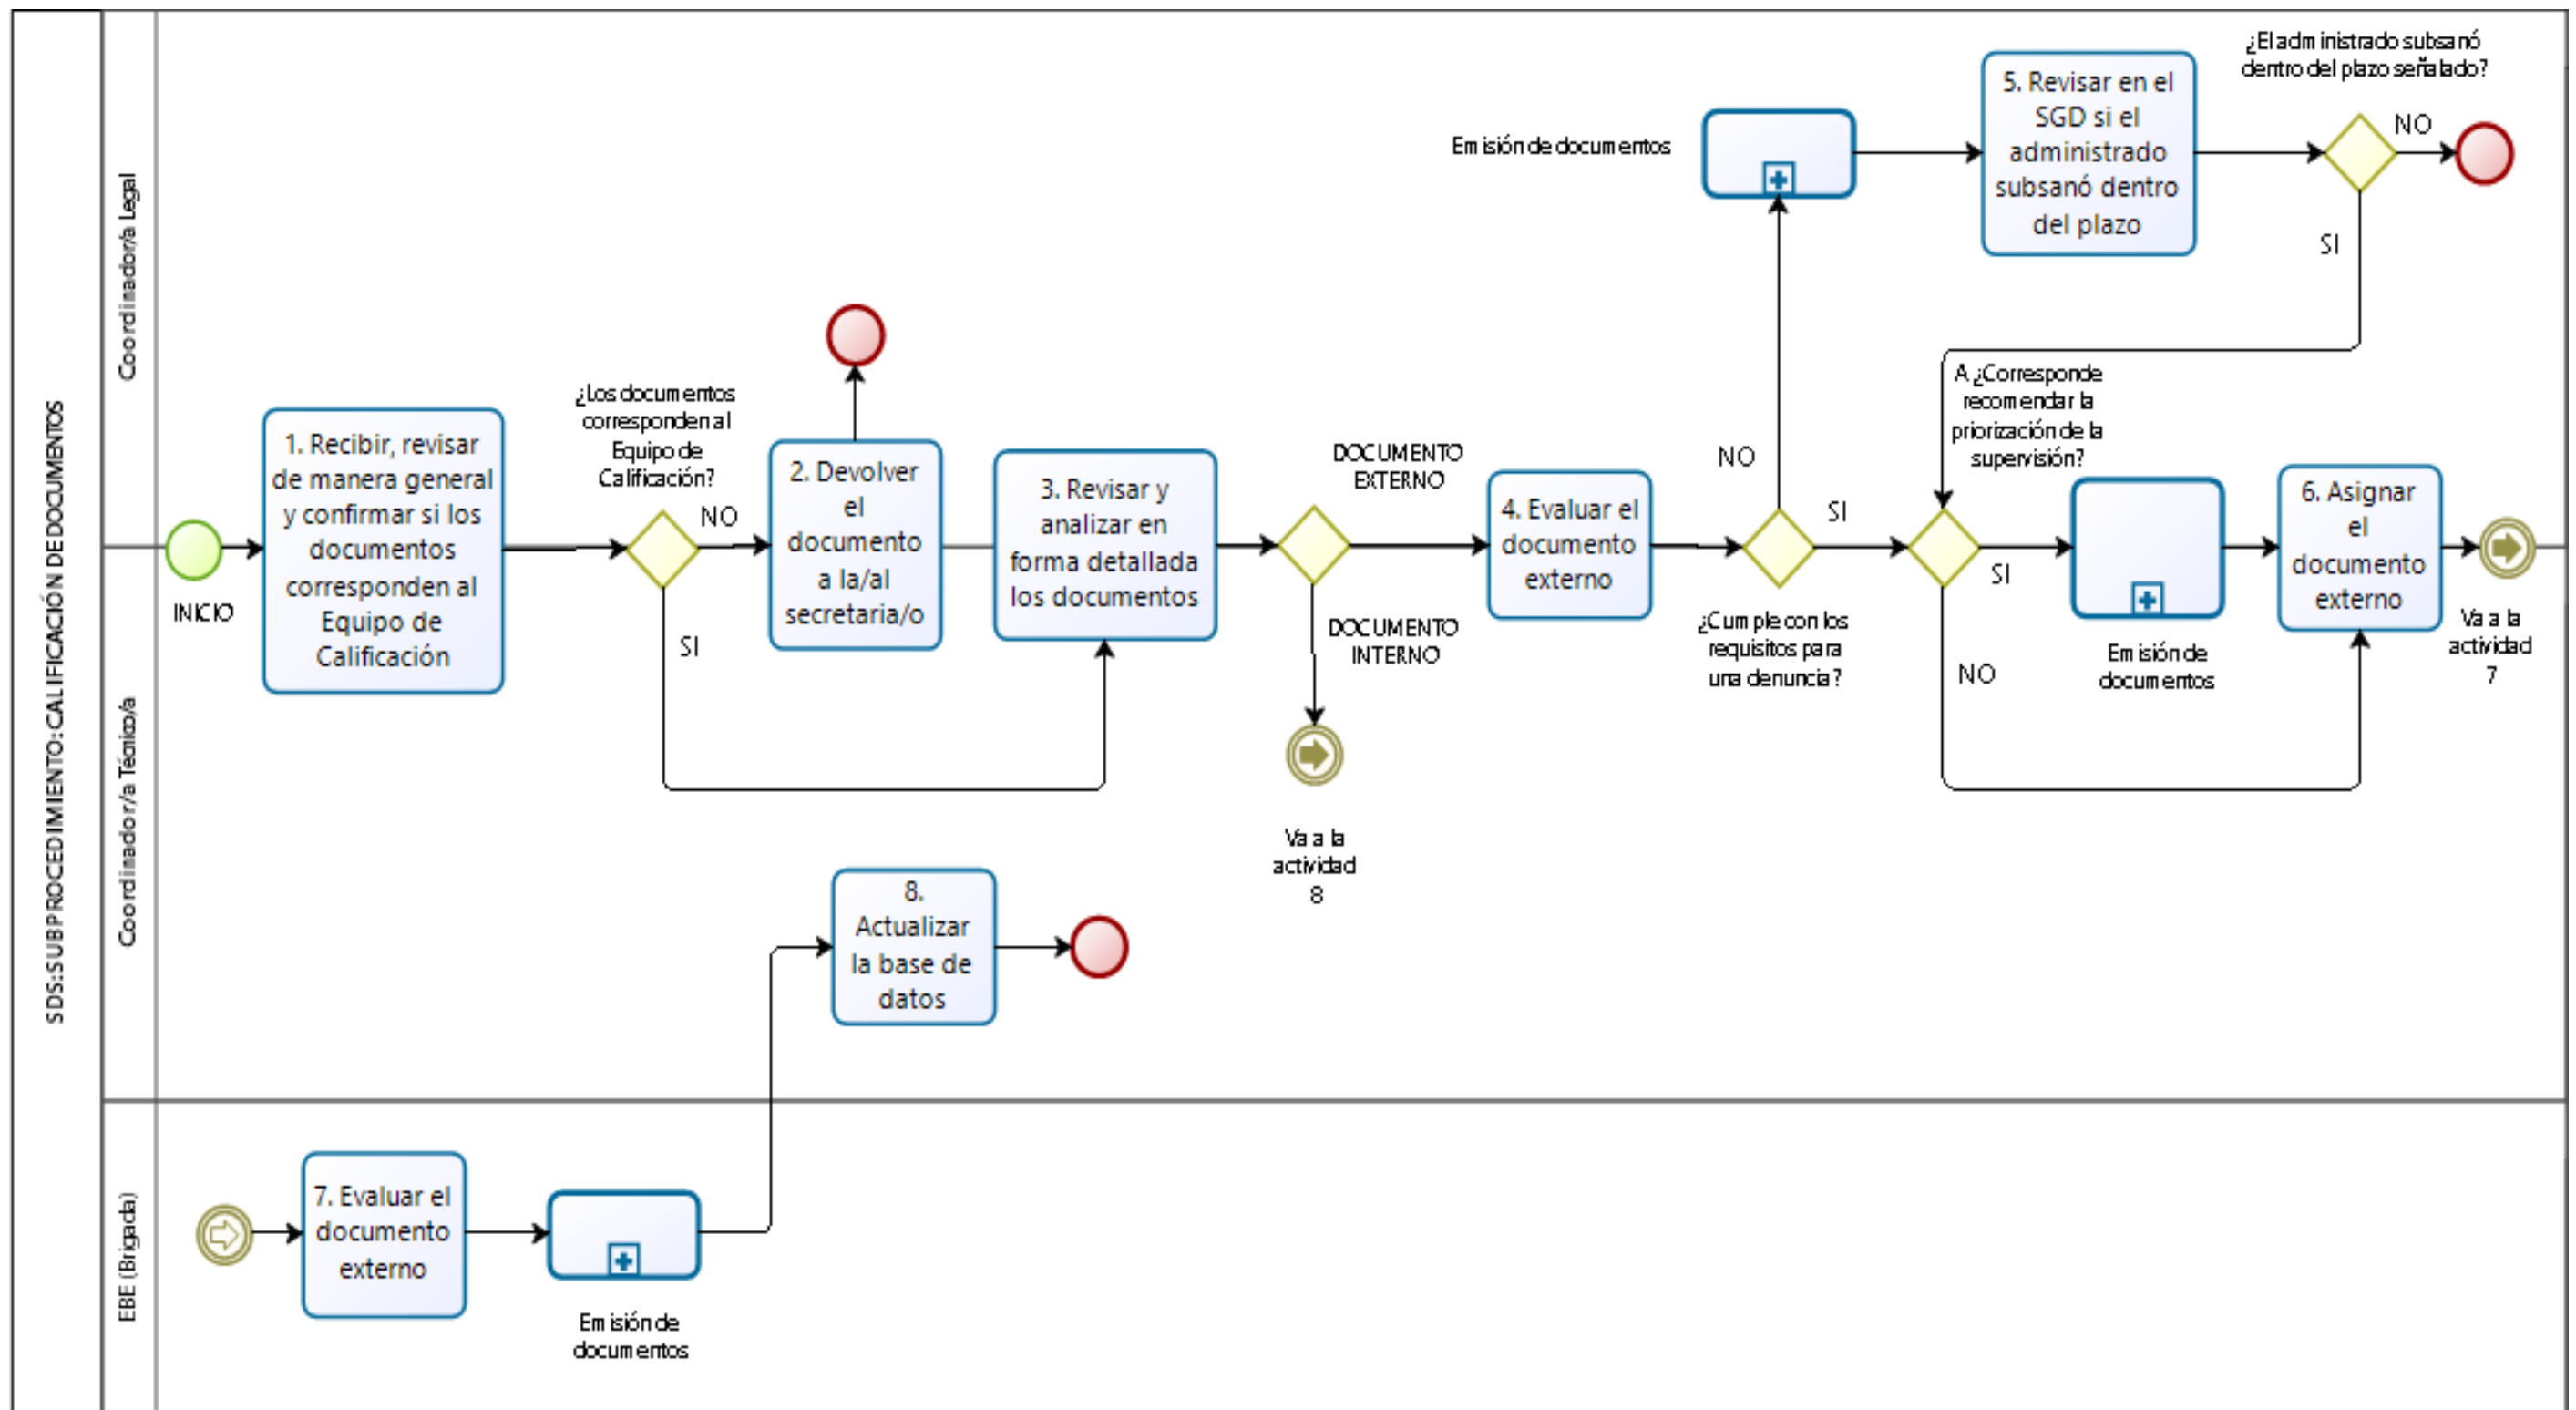 SDS: SUBPROCEDIMIENTO: CALIFICACIÓN DE DOCUMENTOS
Coordinador/a Legal
Coordinador/a Técnico/a
EBE (Brigada)
INICIO
1. Recibir, revisar
de manera general
y confirmar si los
documentos
corresponden al
Equipo de
Calificación
¿Los documentos
corresponden al
Equipo de
Calificación?
NO
SI
2. Devolver
el
documento
a la/al
secretaria/o
3. Revisar y
analizar en
forma detallada
los documentos
DOCUMENTO
EXTERNO
DOCUMENTO
INTERNO
Va a la
actividad
8
4. Evaluar el
documento
externo
NO
SI
¿Cumple con los
requisitos para
una denuncia?
Emisión de documentos
5. Revisar en el
SGD si el
administrado
subsanó dentro
del plazo
¿El administrado subsanó
dentro del plazo señalado?
NO
SI
A ¿Corresponde
recomendar la
priorización de la
supervisión?
SI
NO
Emisión de
documentos
6. Asignar
el
documento
externo
Va a la
actividad
7
8.
Actualizar
la base de
datos
7. Evaluar el
documento
externo
Emisión de
documentos